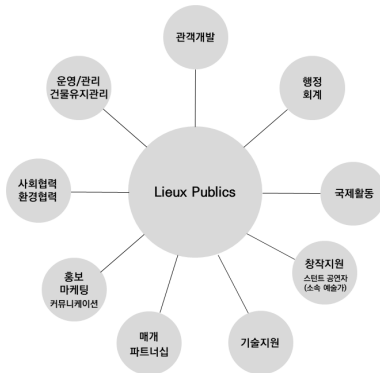 관객개발
운영/관리
건물유지관리
행정
회계
사회협력
환경협력
Lieux Publics
국제활동
홍보
마케팅
커뮤니케이션
창작지원
스턴트 공연자
(소속 예술가)
매개
파트너십
기술지원